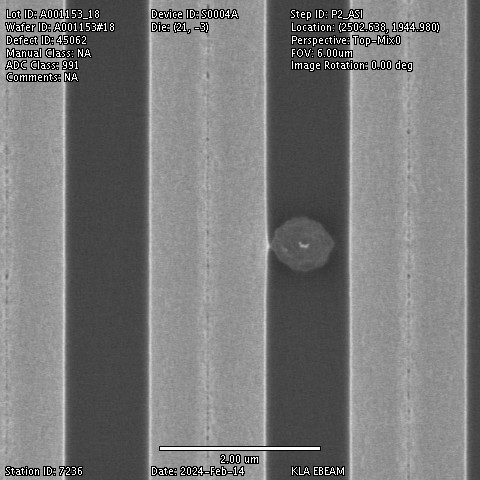 Lot ID: A001153_18
Wafer ID: A001153#18
Defect ID: 45062
Manual Class: NA
ADC Class: 991
Comments: NA
Device ID: S0004A
Die: (21, -3)
Step ID: P2_ASI
Location: (2502.638, 1944.980)
Perspective: Top-Mix0
FOV: 6.00um
Image Rotation: 0.00 deg
2.00 um
Station ID: 7236
Date: 2024-Feb-14
KLA EBEAM